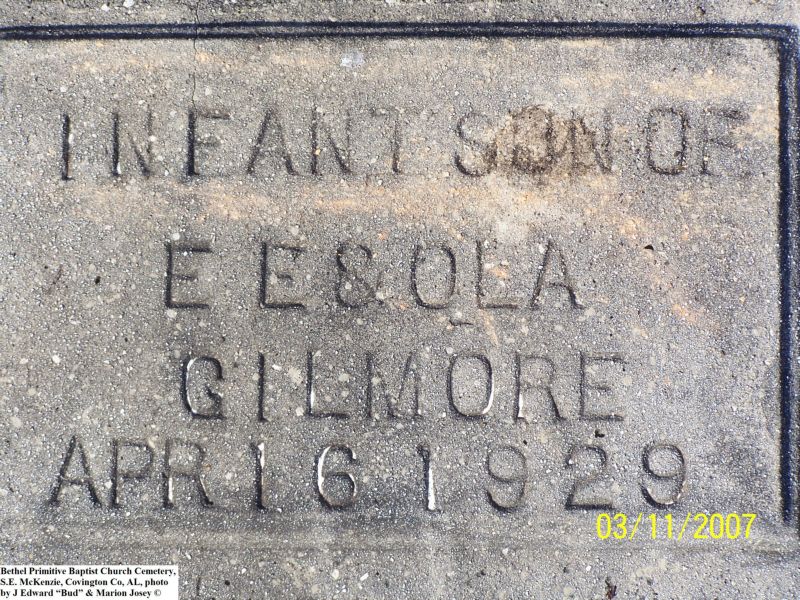 INFANT SON OF
E E & OLA
GILMORE
APR 16 1929
03/11/2007
Bethel Primitive Baptist Church Cemetery,
S.E. McKenzie, Covington Co, AL, photo
by J Edward “Bud” & Marion Josey ©